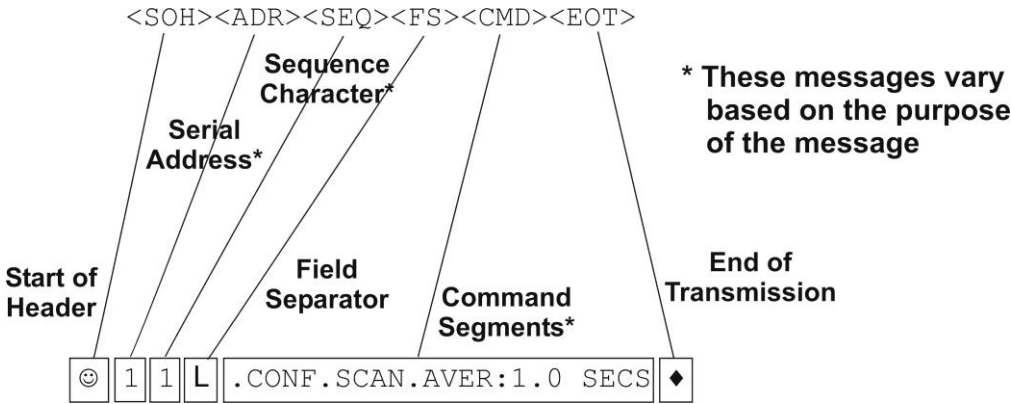 <SOH><ADR><SEQ><FS><CMD><EOT>
Sequence
Character*
* These messages vary
based on the purpose
of the message
Serial
Address*
Start of
Header
Field
Separator
Command
Segments*
End of
Transmission
☺ 1 1 L .CONF.SCAN.AVER:1.0 SECS ♦